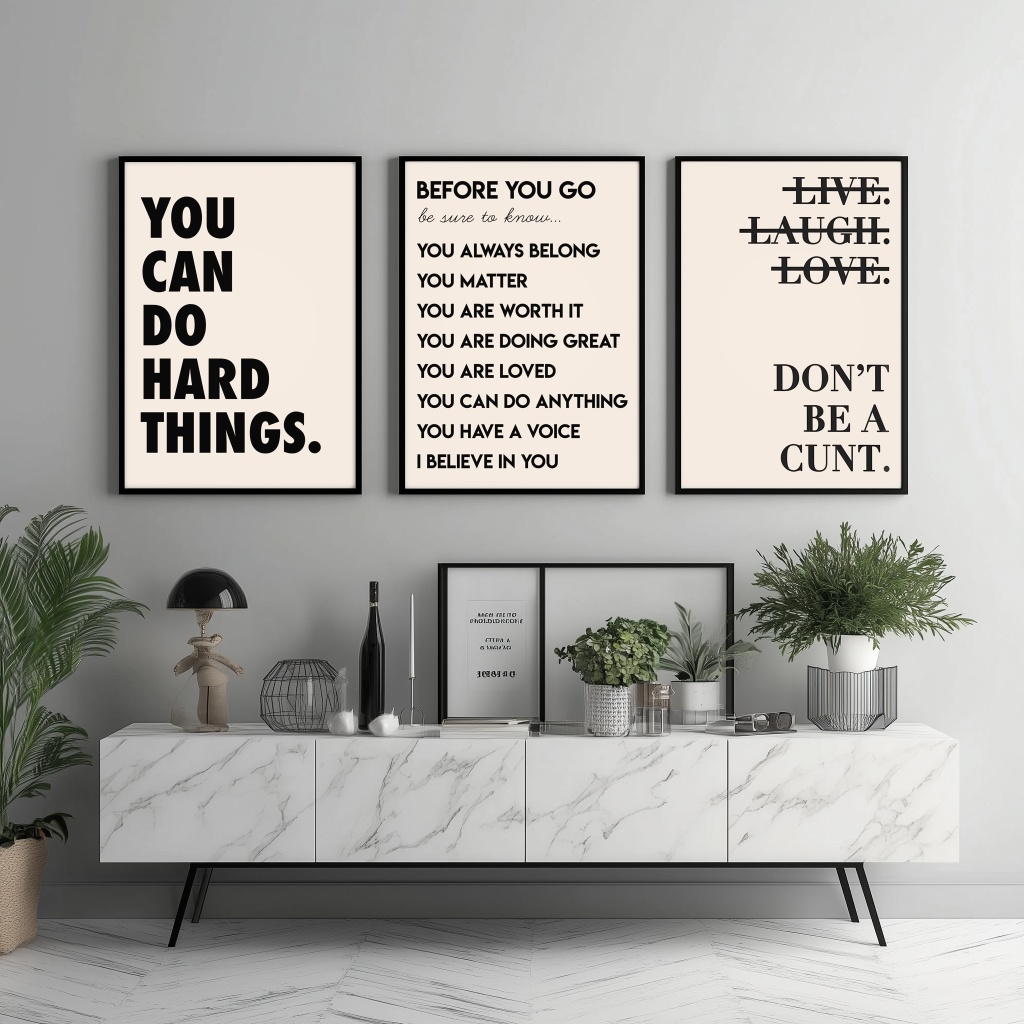 YOU
CAN
DO
HARD
THINGS.
BEFORE YOU GO
be sure to know...
YOU ALWAYS BELONG
YOU MATTER
YOU ARE WORTH IT
YOU ARE DOING GREAT
YOU ARE LOVED
YOU CAN DO ANYTHING
YOU HAVE A VOICE
I BELIEVE IN YOU
LIVE.
LAUGH.
LOVE.
DON’T
BE A
CUNT.